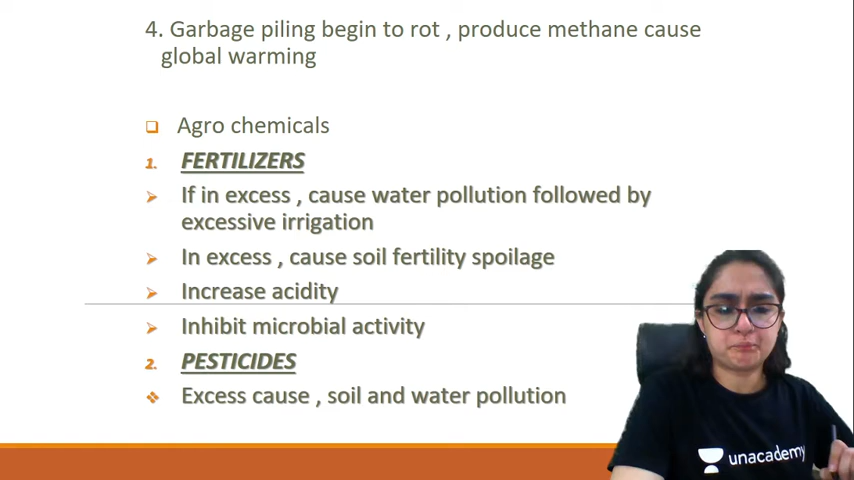 4. Garbage piling begin to rot , produce methane cause
global warming
Agro chemicals
1. FERTILIZERS
If in excess , cause water pollution followed by
excessive irrigation
In excess , cause soil fertility spoilage
Increase acidity
Inhibit microbial activity
2. PESTICIDES
Excess cause , soil and water pollution
unacademy